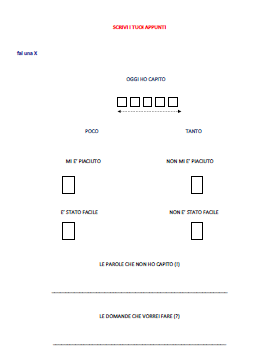 SCRIVI I TUOI APPUNTI
fai una X
OGGI HO CAPITO
POCO TANTO
MI E' PIACIUTO NON MI E' PIACIUTO
E' STATO FACILE NON E' STATO FACILE
LE PAROLE CHE NON HO CAPITO (!)
LE DOMANDE CHE VORREI FARE (?)